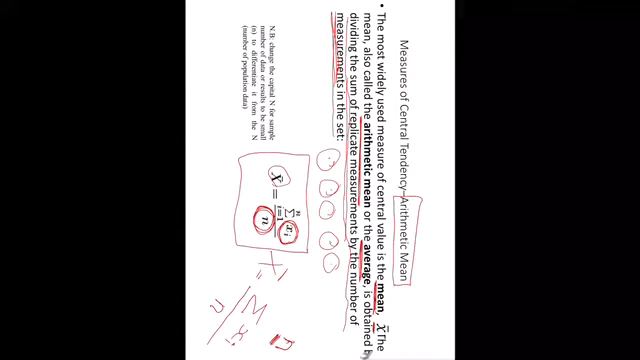 Measures of Central Tendency-Arithmetic Mean
• The most widely used measure of central value is the mean, X̄. The
mean, also called the arithmetic mean or the average, is obtained b
dividing the sum of replicate measurements by the number of
measurements in the set:
X̄ = ∑ᵢ₌₁ⁿ xᵢ / n
N.B: change the capital N for sample
number of data or results to be small
(n) to differentiate it from the N
(number of population data)
X̄ = ∑ xᵢ / n
n